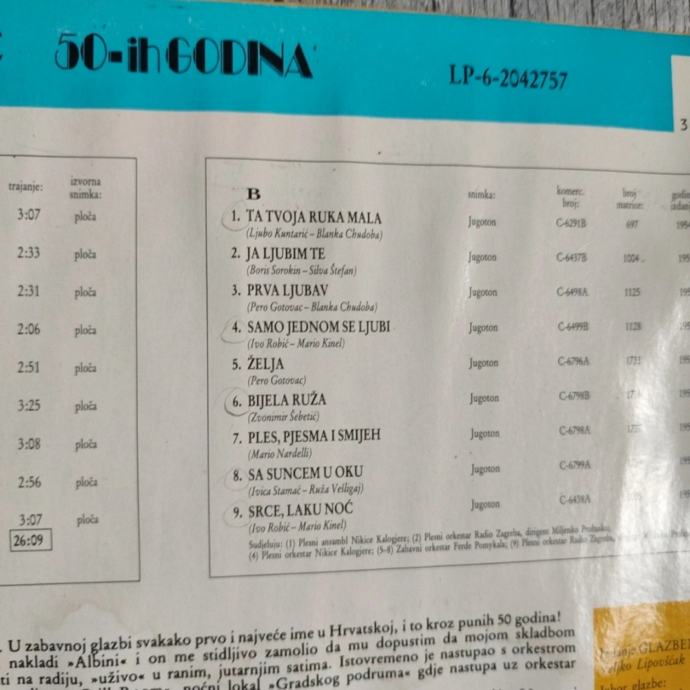 50-ih GODINA
LP-6-2042757
3
trajanje: izvorna snimka:
3:07 ploča
2:33 ploča
2:31 ploča
2:06 ploča
2:51 ploča
3:25 ploča
3:08 ploča
2:56 ploča
3:07 ploča
26:09
B snimka: komerc. broj: broj matrice:
1. TA TVOJA RUKA MALA Jugoton C-6291B 697
(Ljubo Kuntarić – Blanka Chudoba)
2. JA LJUBIM TE Jugoton C-6437B 1004
(Boris Sorokin – Silva Štefan)
3. PRVA LJUBAV Jugoton C-6498A 1125
(Pero Gotovac – Blanka Chudoba)
4. SAMO JEDNOM SE LJUBI Jugoton C-6499B 1128
(Ivo Robić – Mario Kinel)
5. ŽELJA Jugoton C-6796A
(Pero Gotovac)
6. BIJELA RUŽA Jugoton C-6798B
(Zvonimir Šebetić)
7. PLES, PJESMA I SMIJEH Jugoton C-6798A
(Mario Nardelli)
8. SA SUNCEM U OKU Jugoton C-6799A
(Ivica Stamać – Ruža Veiligaj)
9. SRCE, LAKU NOĆ Jugoton C-6438A
(Ivo Robić – Mario Kinel)
Sudjeluju: (1) Plesni ansambl Nikice Kalogjere; (2) Plesni orkestar Radio Zagreba, dirigent Miljenko Prohaska;
(4) Plesni orkestar Nikice Kalogjere; (5–8) Zabavni orkestar Ferde Pomykala; (9) Plesni orkestar Radio Zagreba,
. U zabavnoj glazbi svakako prvo i najveće ime u Hrvatskoj, i to kroz punih 50 godina!
nakladi »Albini« i on me stidljivo zamolio da mu dopustim da mojom skladbom
ti na radiju, »uživo« u ranim, jutarnjim satima. Istovremeno je nastupao s orkestrom
noćni lokal »Gradskog podruma« gdje nastupa uz orkestar
GLAZBE
Lipovšćak
glazbe: